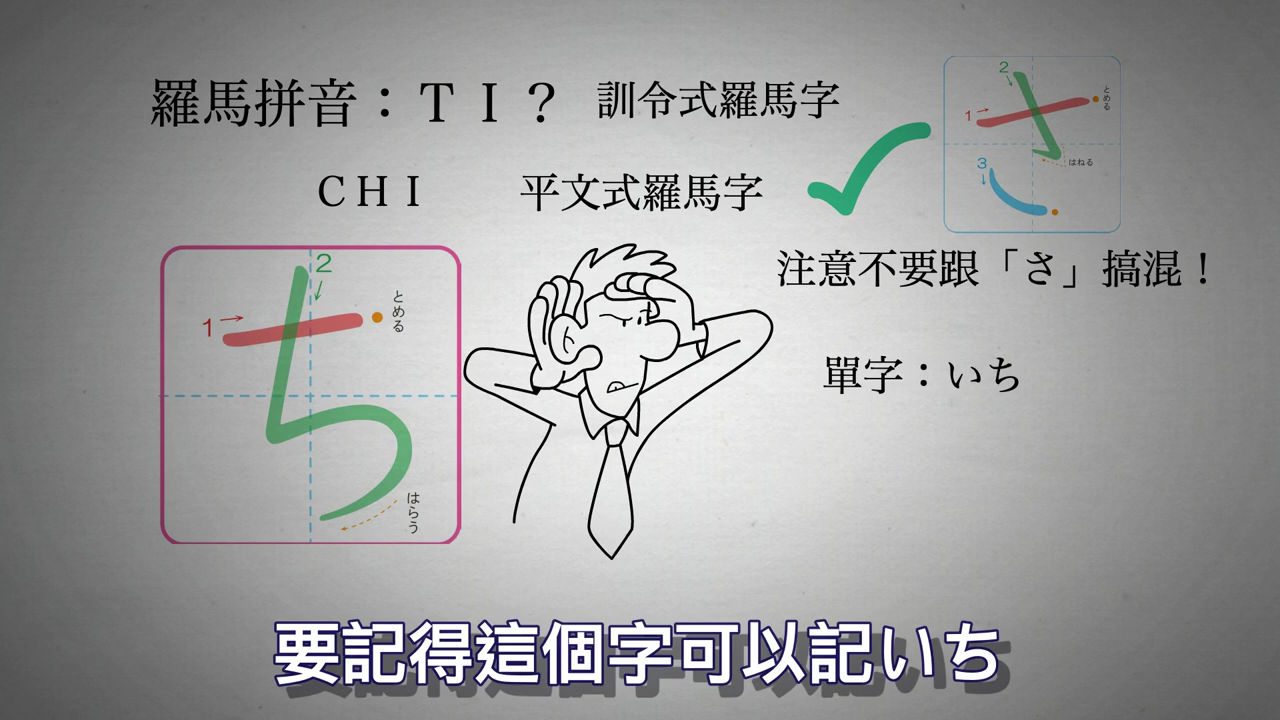 羅馬拼音：ＴＩ？ 訓令式羅馬字
ＣＨＩ 平文式羅馬字
2
1
とめる
はねる
3
注意不要跟「さ」搞混！
2
1
とめる
はらう
單字：いち
要記得這個字可以記いち